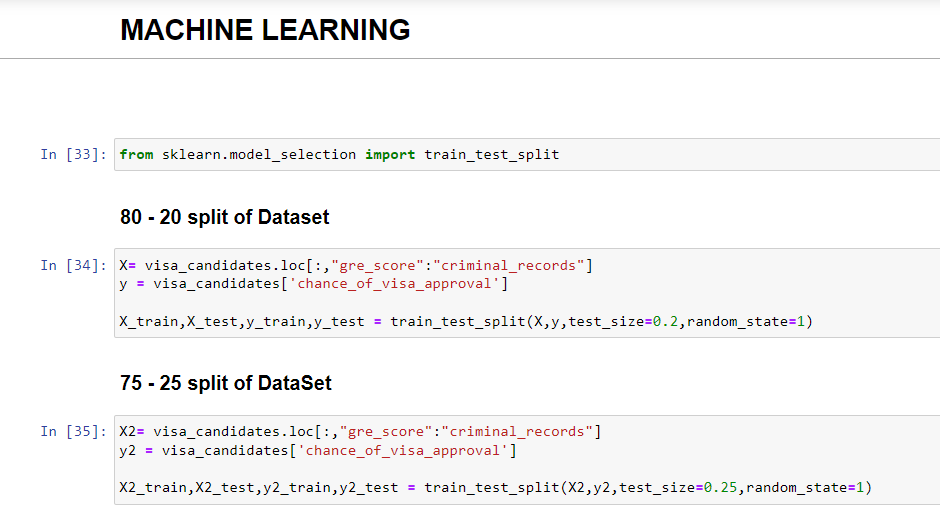 MACHINE LEARNING
In [33]: from sklearn.model_selection import train_test_split
80 - 20 split of Dataset
In [34]: X= visa_candidates.loc[:,"gre_score":"criminal_records"]
y = visa_candidates['chance_of_visa_approval']
X_train,X_test,y_train,y_test = train_test_split(X,y,test_size=0.2,random_state=1)
75 - 25 split of DataSet
In [35]: X2= visa_candidates.loc[:,"gre_score":"criminal_records"]
y2 = visa_candidates['chance_of_visa_approval']
X2_train,X2_test,y2_train,y2_test = train_test_split(X2,y2,test_size=0.25,random_state=1)